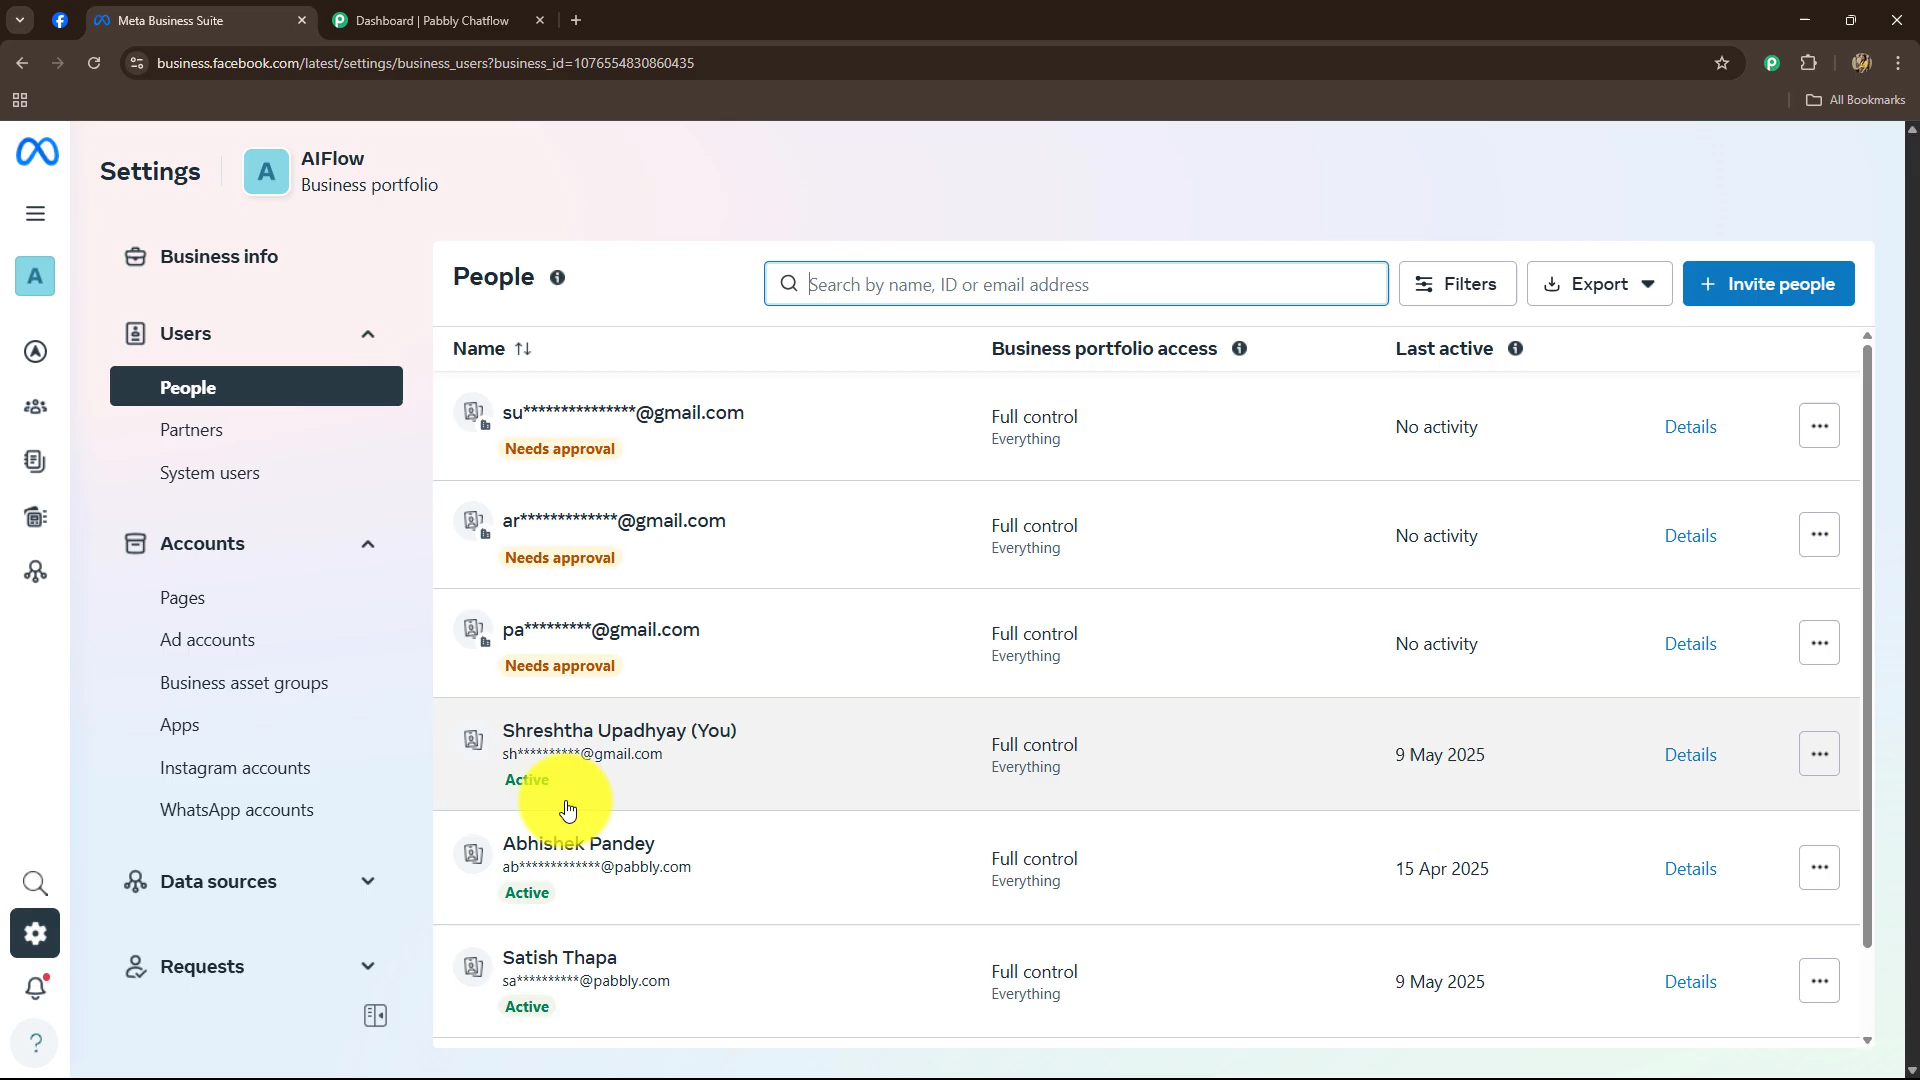 Meta Business Suite
Dashboard | Pabbly Chatflow
business.facebook.com/latest/settings/business_users?business_id=1076554830860435
All Bookmarks
Settings
A
AIFlow
Business portfolio
A
Business info
Users
People
Partners
System users
Accounts
Pages
Ad accounts
Business asset groups
Apps
Instagram accounts
WhatsApp accounts
Data sources
Requests
People
Search by name, ID or email address
Filters
Export
+ Invite people
Name
Business portfolio access
Last active
su***************@gmail.com
Needs approval
Full control
Everything
No activity
Details
ar*************@gmail.com
Needs approval
Full control
Everything
No activity
Details
pa*********@gmail.com
Needs approval
Full control
Everything
No activity
Details
Shreshtha Upadhyay (You)
sh**********@gmail.com
Active
Full control
Everything
9 May 2025
Details
Abhishek Pandey
ab*************@pabbly.com
Active
Full control
Everything
15 Apr 2025
Details
Satish Thapa
sa**********@pabbly.com
Active
Full control
Everything
9 May 2025
Details